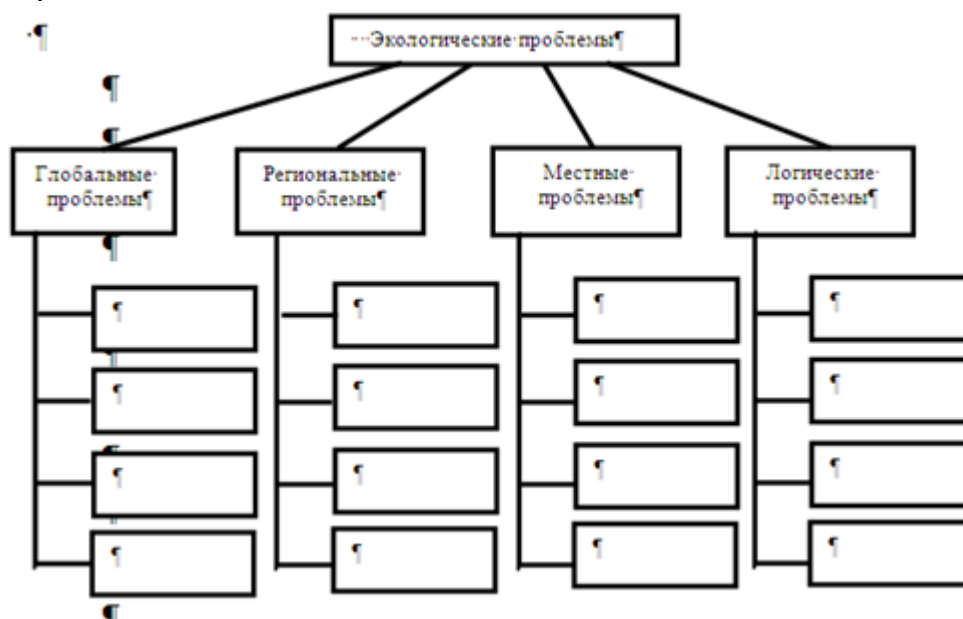 Экологические проблемы
Глобальные
проблемы
Региональные
проблемы
Местные
проблемы
Логические
проблемы